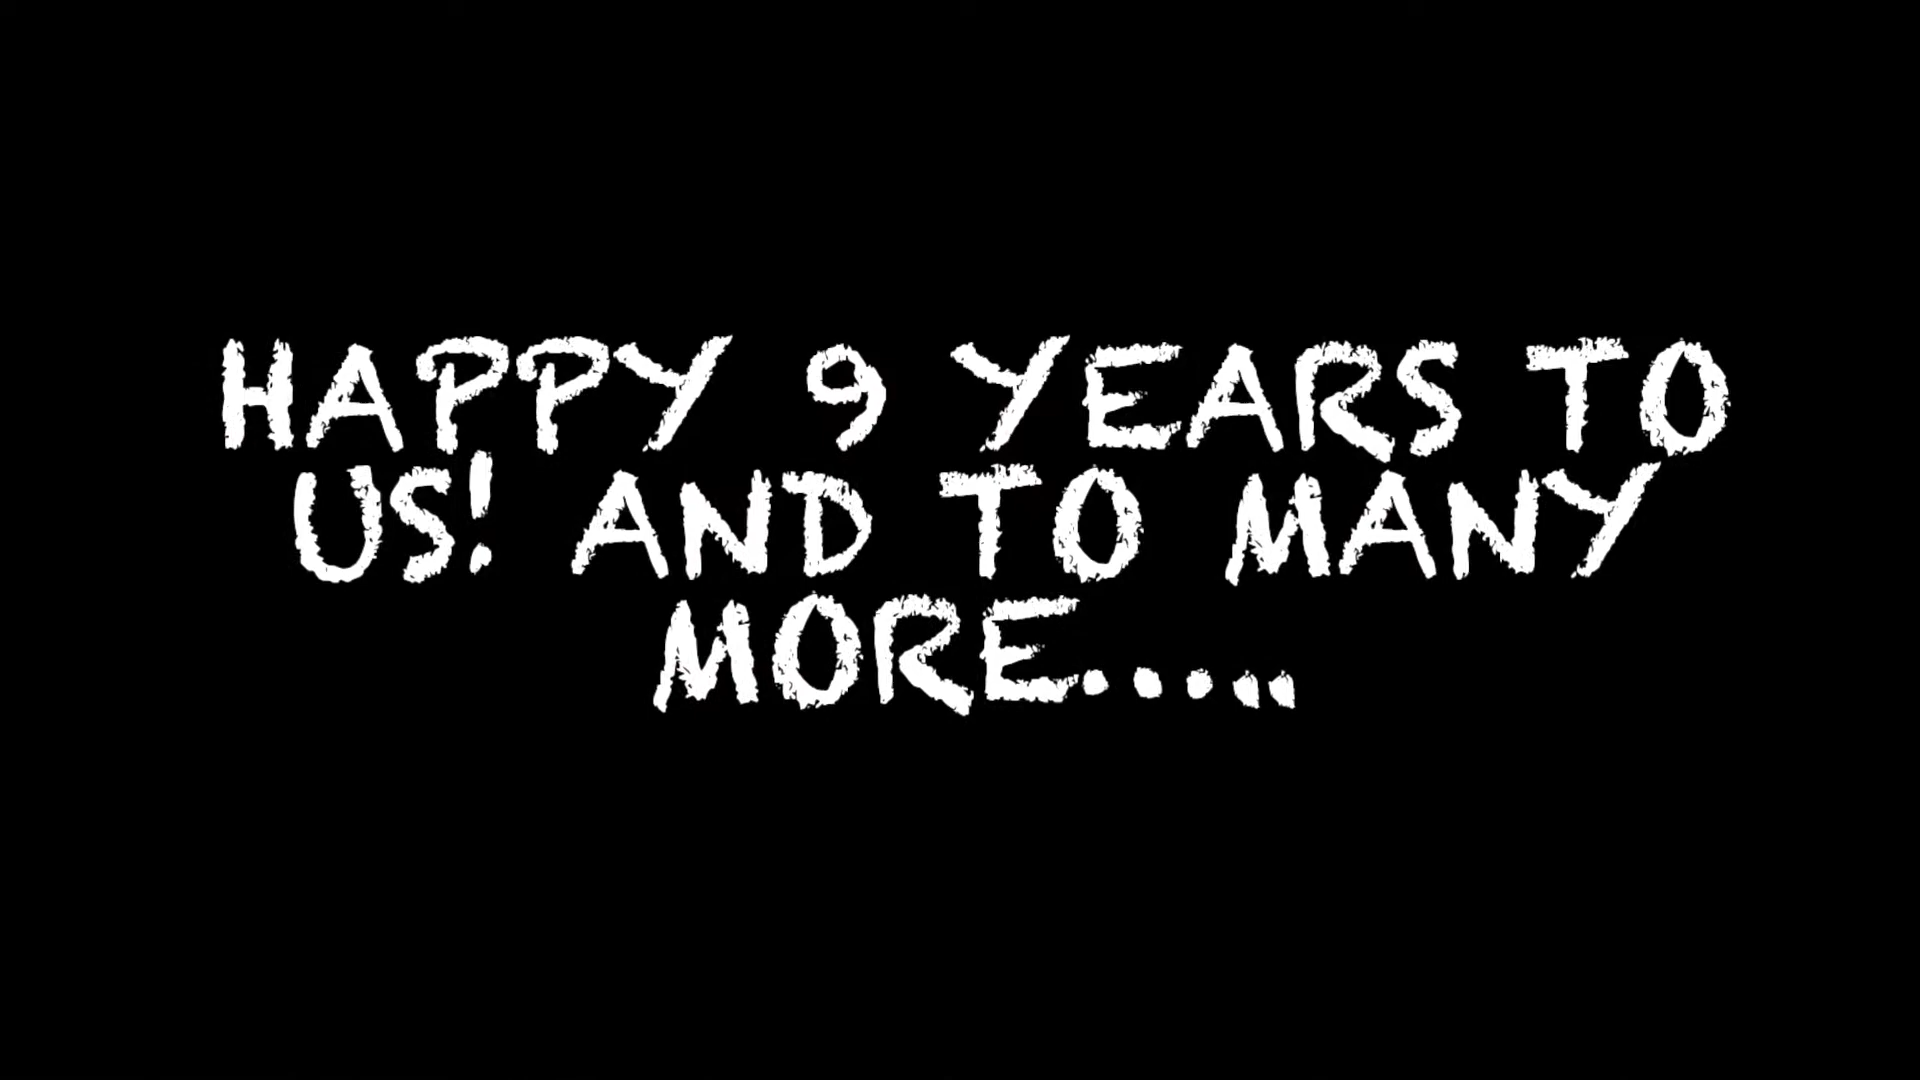 HAPPY 9 YEARS TO
US! AND TO MANY
MORE.....